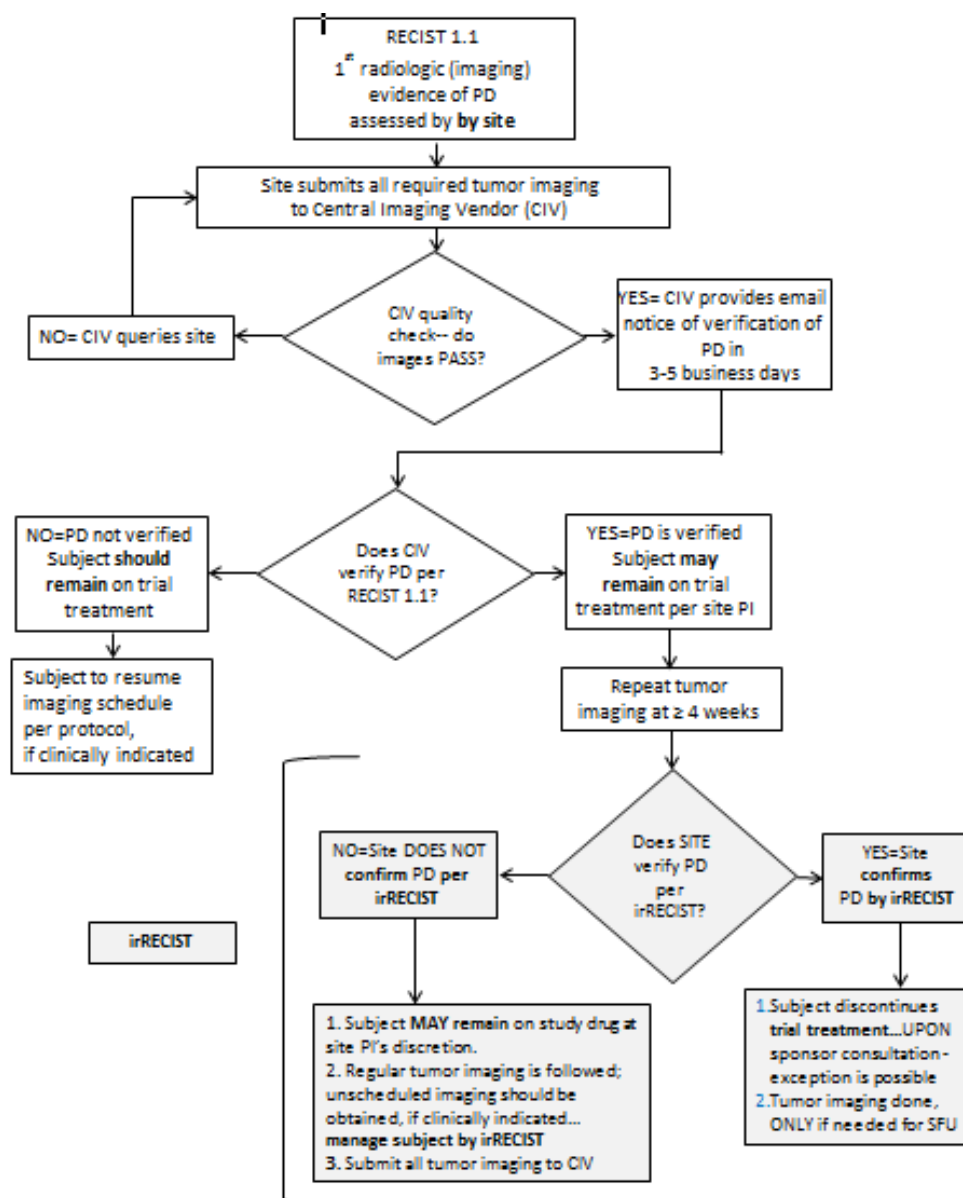 RECIST 1.1
1st radiologic (imaging)
evidence of PD
assessed by by site
Site submits all required tumor imaging
to Central Imaging Vendor (CIV)
CIV quality
check-- do
images PASS?
NO= CIV queries site
YES= CIV provides email
notice of verification of
PD in
3-5 business days
Does CIV
verify PD per
RECIST 1.1?
NO=PD not verified
Subject should
remain on trial
treatment
YES=PD is verified
Subject may
remain on trial
treatment per site PI
Subject to resume
imaging schedule
per protocol,
if clinically indicated
Repeat tumor
imaging at ≥ 4 weeks
Does SITE
verify PD
per
irRECIST?
NO=Site DOES NOT
confirm PD per
irRECIST
YES=Site
confirms
PD by irRECIST
irRECIST
1. Subject MAY remain on study drug at
site PI's discretion.
2. Regular tumor imaging is followed;
unscheduled imaging should be
obtained, if clinically indicated...
manage subject by irRECIST
3. Submit all tumor imaging to CIV
1.Subject discontinues
trial treatment...UPON
sponsor consultation-
exception is possible
2.Tumor imaging done,
ONLY if needed for SFU